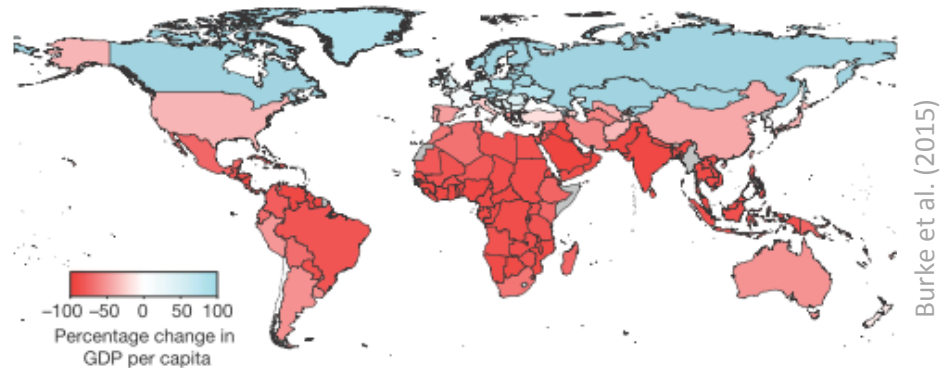 Burke et al. (2015)
−100 −50 0 50 100
Percentage change in
GDP per capita